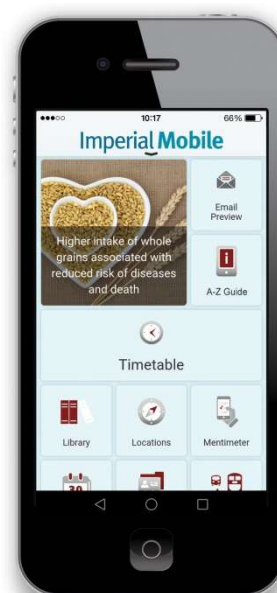 10:17
66%
Imperial Mobile
Higher intake of whole
grains associated with
reduced risk of diseases
and death
Email
Preview
A-Z Guide
Timetable
Library
Locations
Mentimeter
30